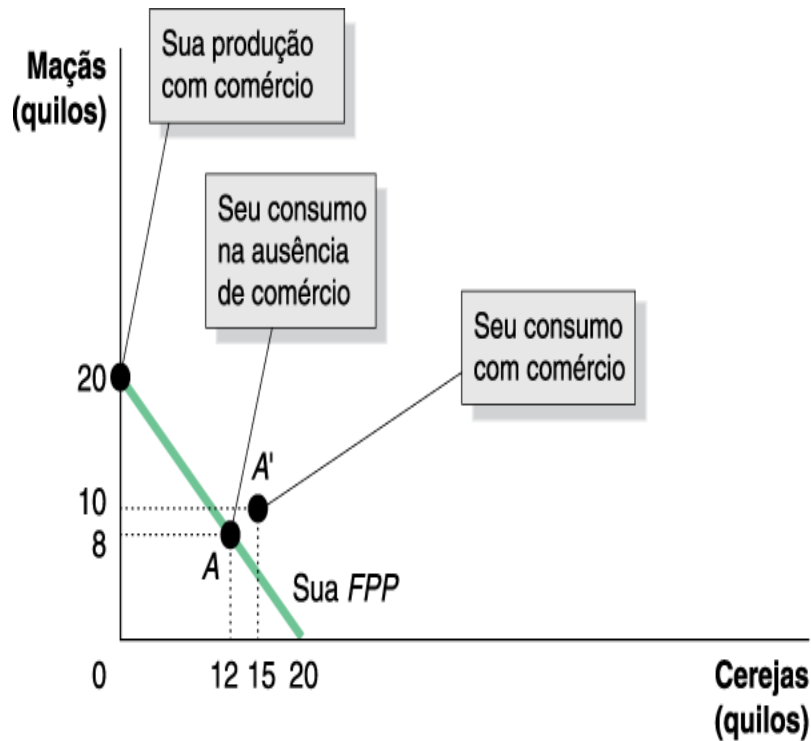 Sua produção
com comércio
Maçãs
(quilos)
Seu consumo
na ausência
de comércio
Seu consumo
com comércio
20
A'
10
8
A
Sua FPP
0
12 15 20
Cerejas
(quilos)